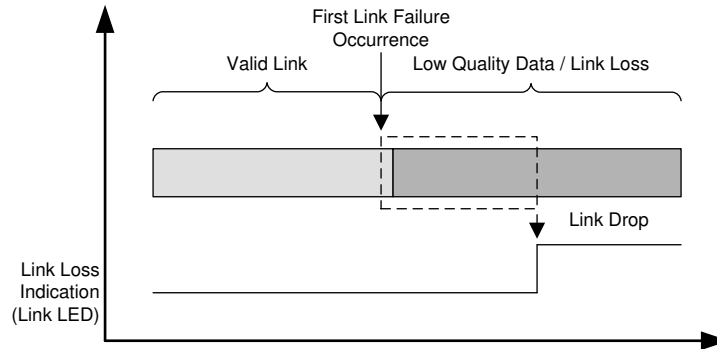 First Link Failure
Occurrence
Valid Link
Low Quality Data / Link Loss
Link Drop
Link Loss
Indication
(Link LED)